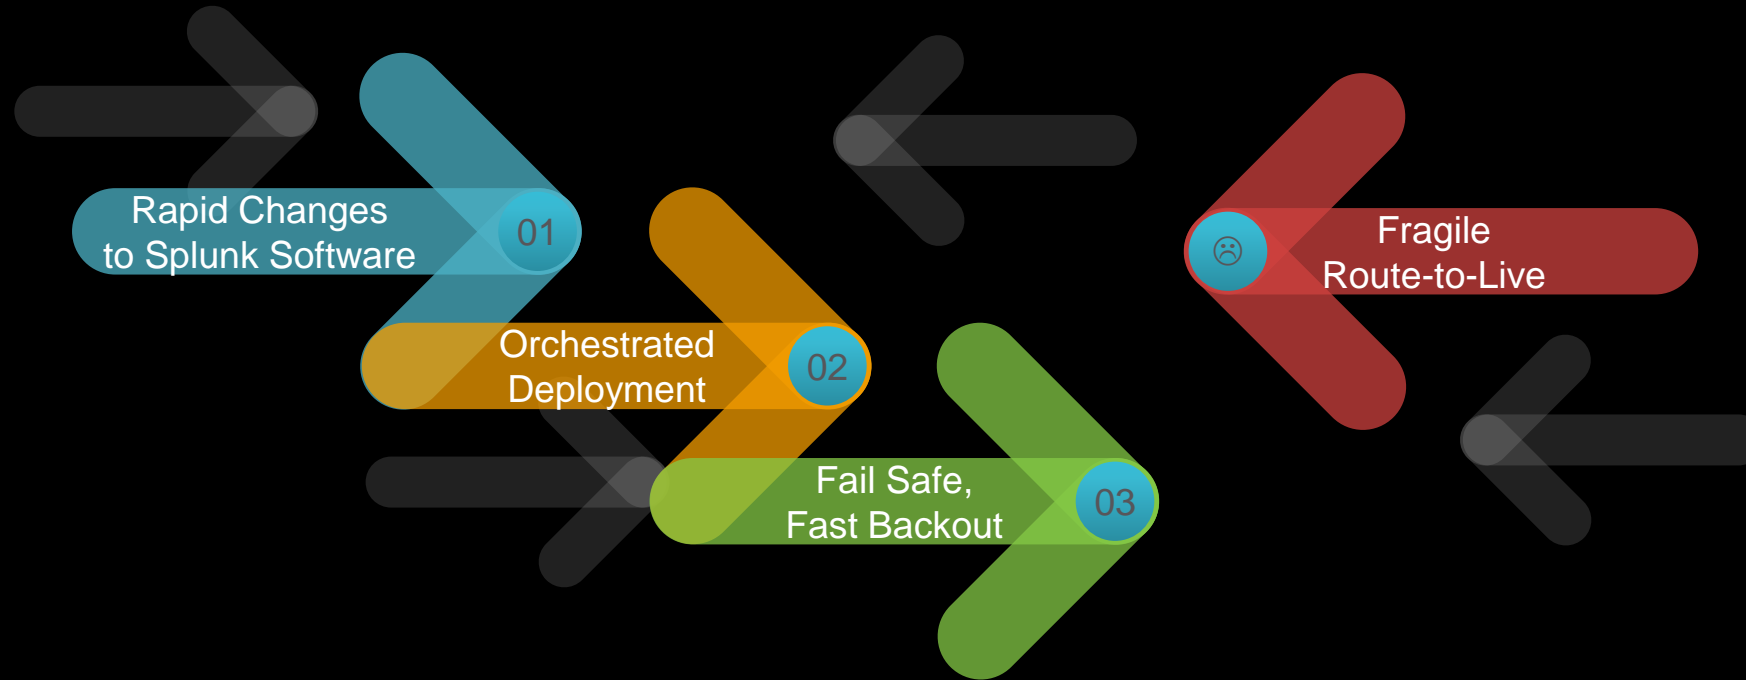 Rapid Changes
to Splunk Software
01
Orchestrated
Deployment
02
Fail Safe,
Fast Backout
03
☹
Fragile
Route-to-Live